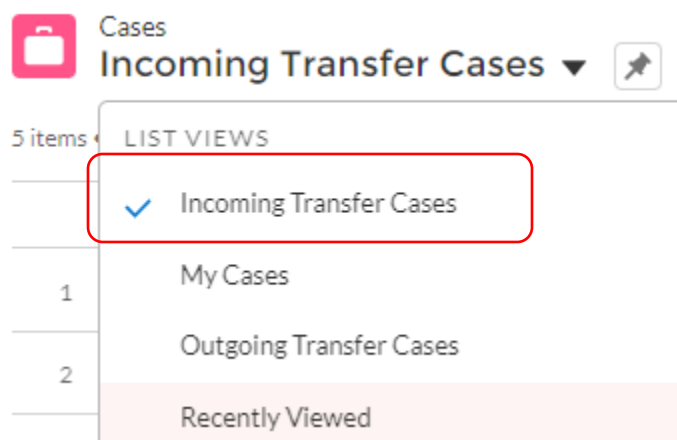 Cases
Incoming Transfer Cases
5 items
LIST VIEWS
Incoming Transfer Cases
1
My Cases
Outgoing Transfer Cases
2
Recently Viewed